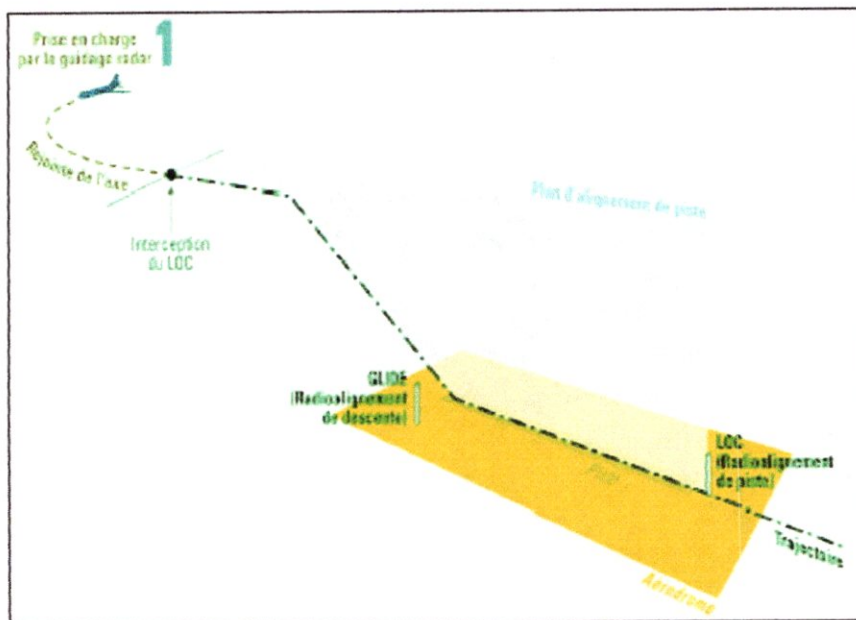 Prise en charge
par le guidage radar
1
Rejointe de l'axe
Interception
du LOC
Plan d'alignement de piste
GLIDE
(Radioalignement
de descente)
LOC
(Radioalignement
de piste)
Piste
Trajectoire
Aérodrome